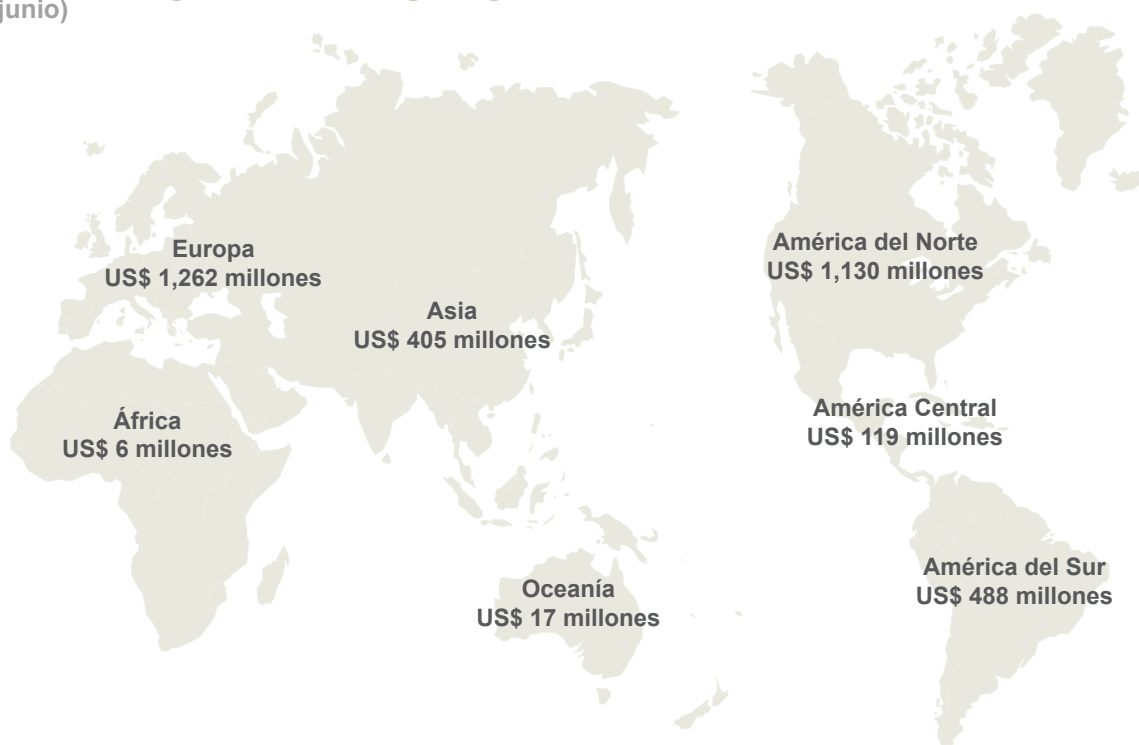 junio)
Europa
US$ 1,262 millones
América del Norte
US$ 1,130 millones
Asia
US$ 405 millones
África
US$ 6 millones
América Central
US$ 119 millones
América del Sur
US$ 488 millones
Oceanía
US$ 17 millones